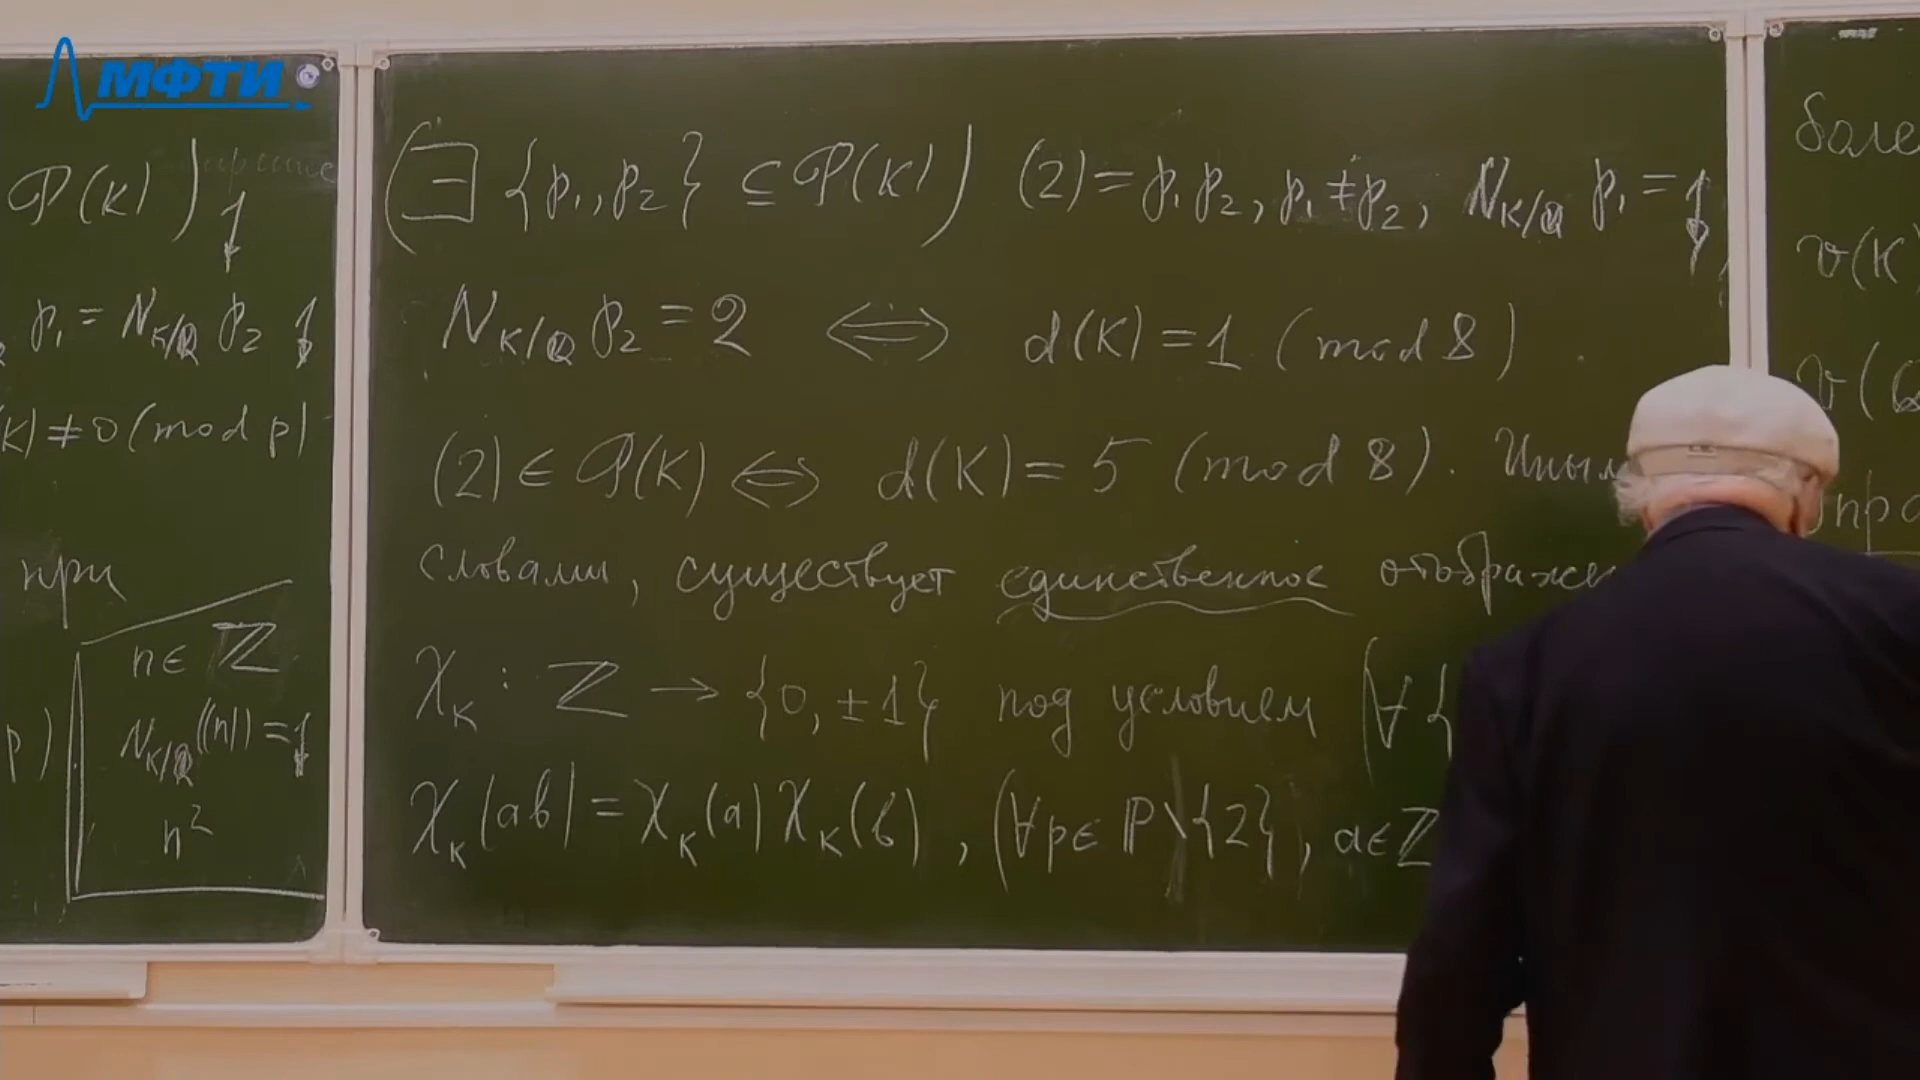 МФТИ
𝒫(K))
p₁ = N_{K/ℚ} p₂
K) ≠ 0 (mod p)
при
n ∈ ℤ
N_{K/ℚ}((n)) =
n²
p)
(∃ {p₁, p₂} ⊆ 𝒫(K)) (2) = p₁p₂, p₁ ≠ p₂, N_{K/ℚ} p₁ =
N_{K/ℚ} p₂ = 2 ⟺ d(K) = 1 (mod 8)
(2) ∈ 𝒫(K) ⟺ d(K) = 5 (mod 8). Иным
словами, существует единственное отображе
χ_K : ℤ → {0, ±1} под условием (∀ {
χ_K(ab) = χ_K(a) χ_K(b), (∀p ∈ ℙ\{2}, a ∈ ℤ
боле
v(K)
v(ℚ
пра